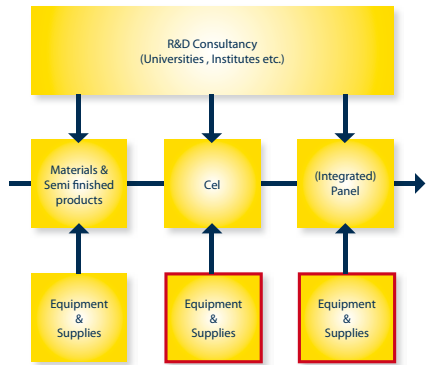 R&D Consultancy
(Universities , Institutes etc.)
Materials &
Semi finished
products
Cel
(Integrated)
Panel
Equipment
&
Supplies
Equipment
&
Supplies
Equipment
&
Supplies